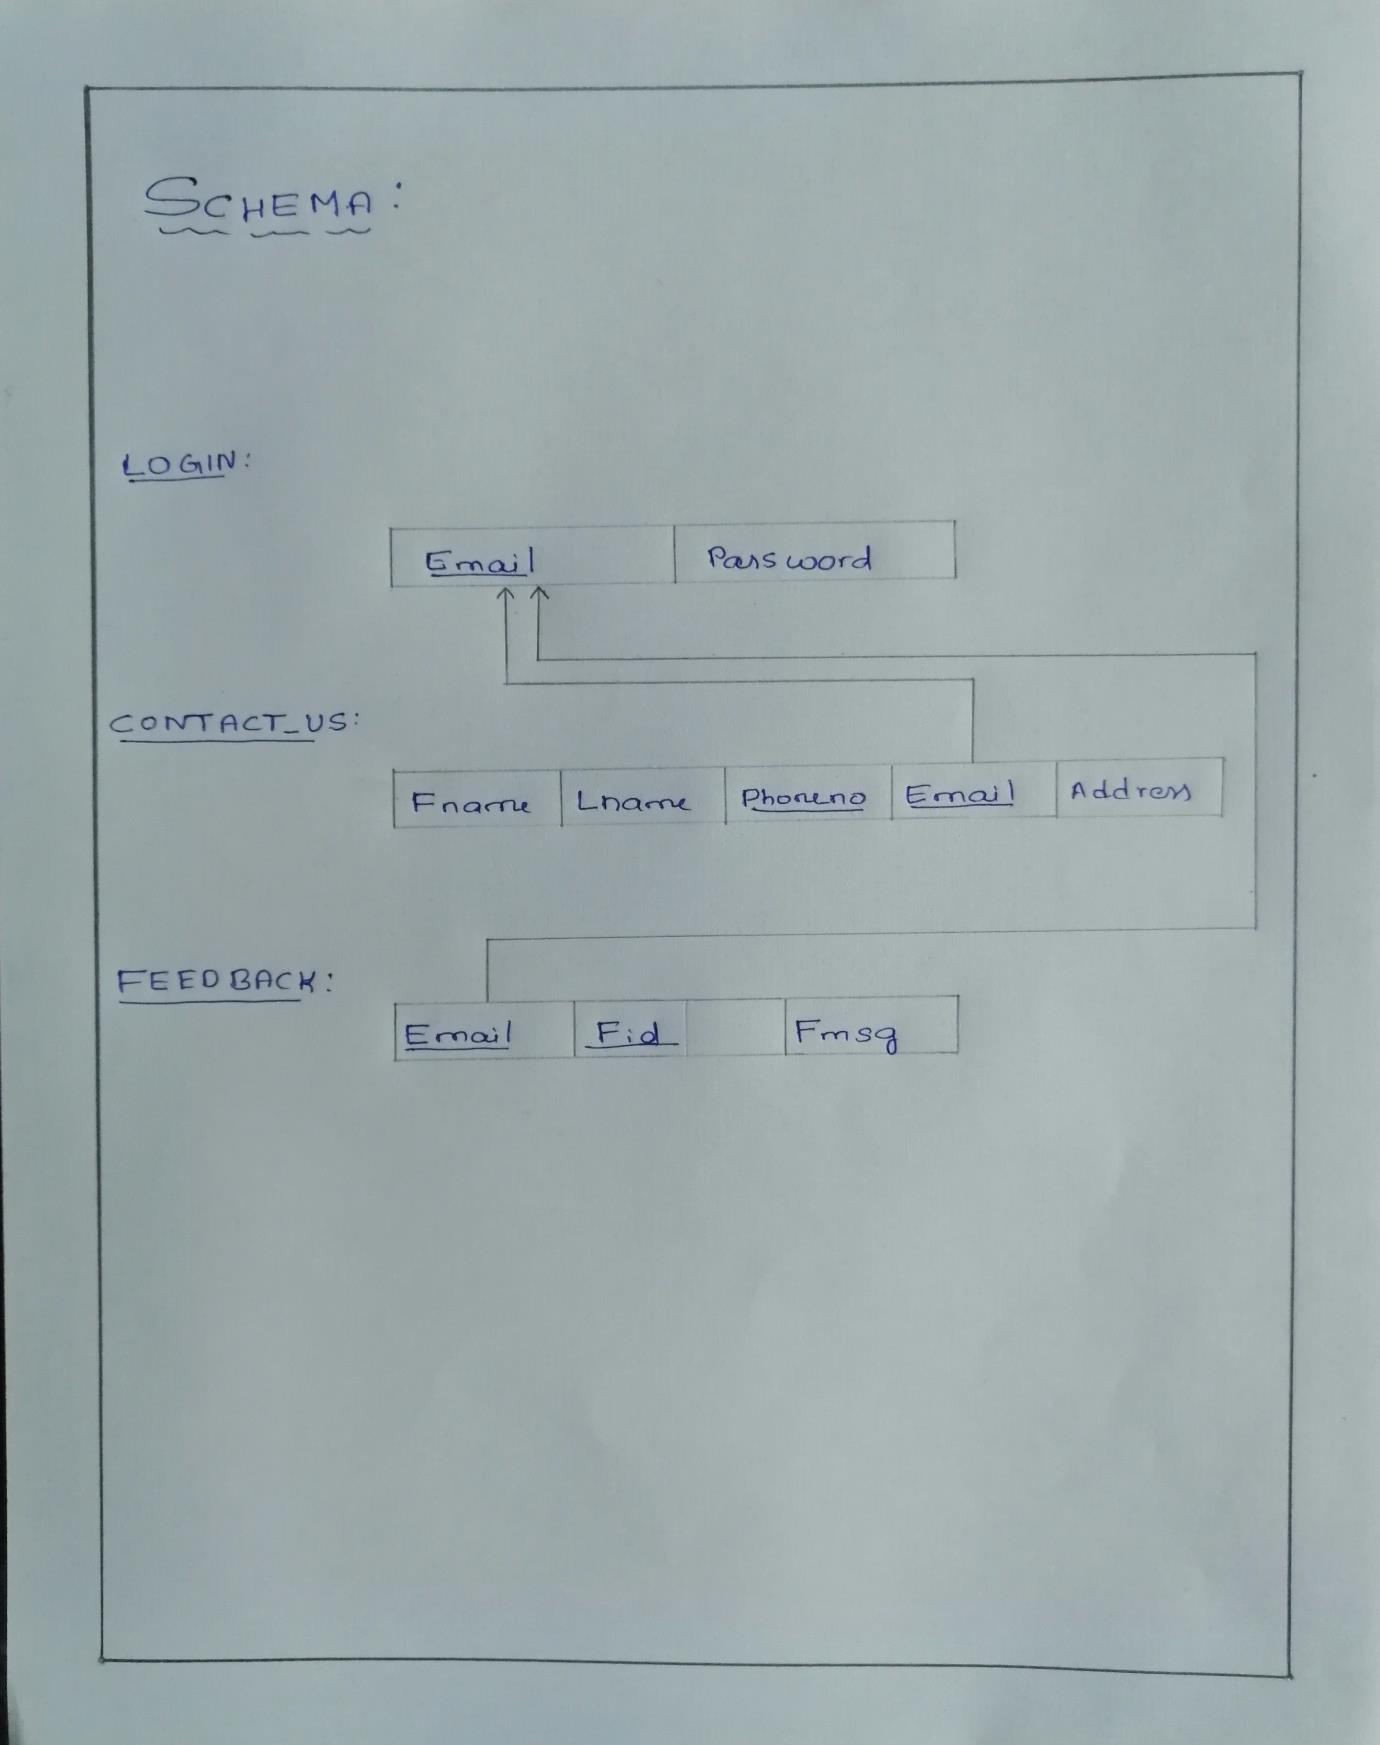 SCHEMA:
LOGIN:
Email Password
CONTACT_US:
Fname Lname Phoneno Email Address
FEEDBACK:
Email Fid Fmsg